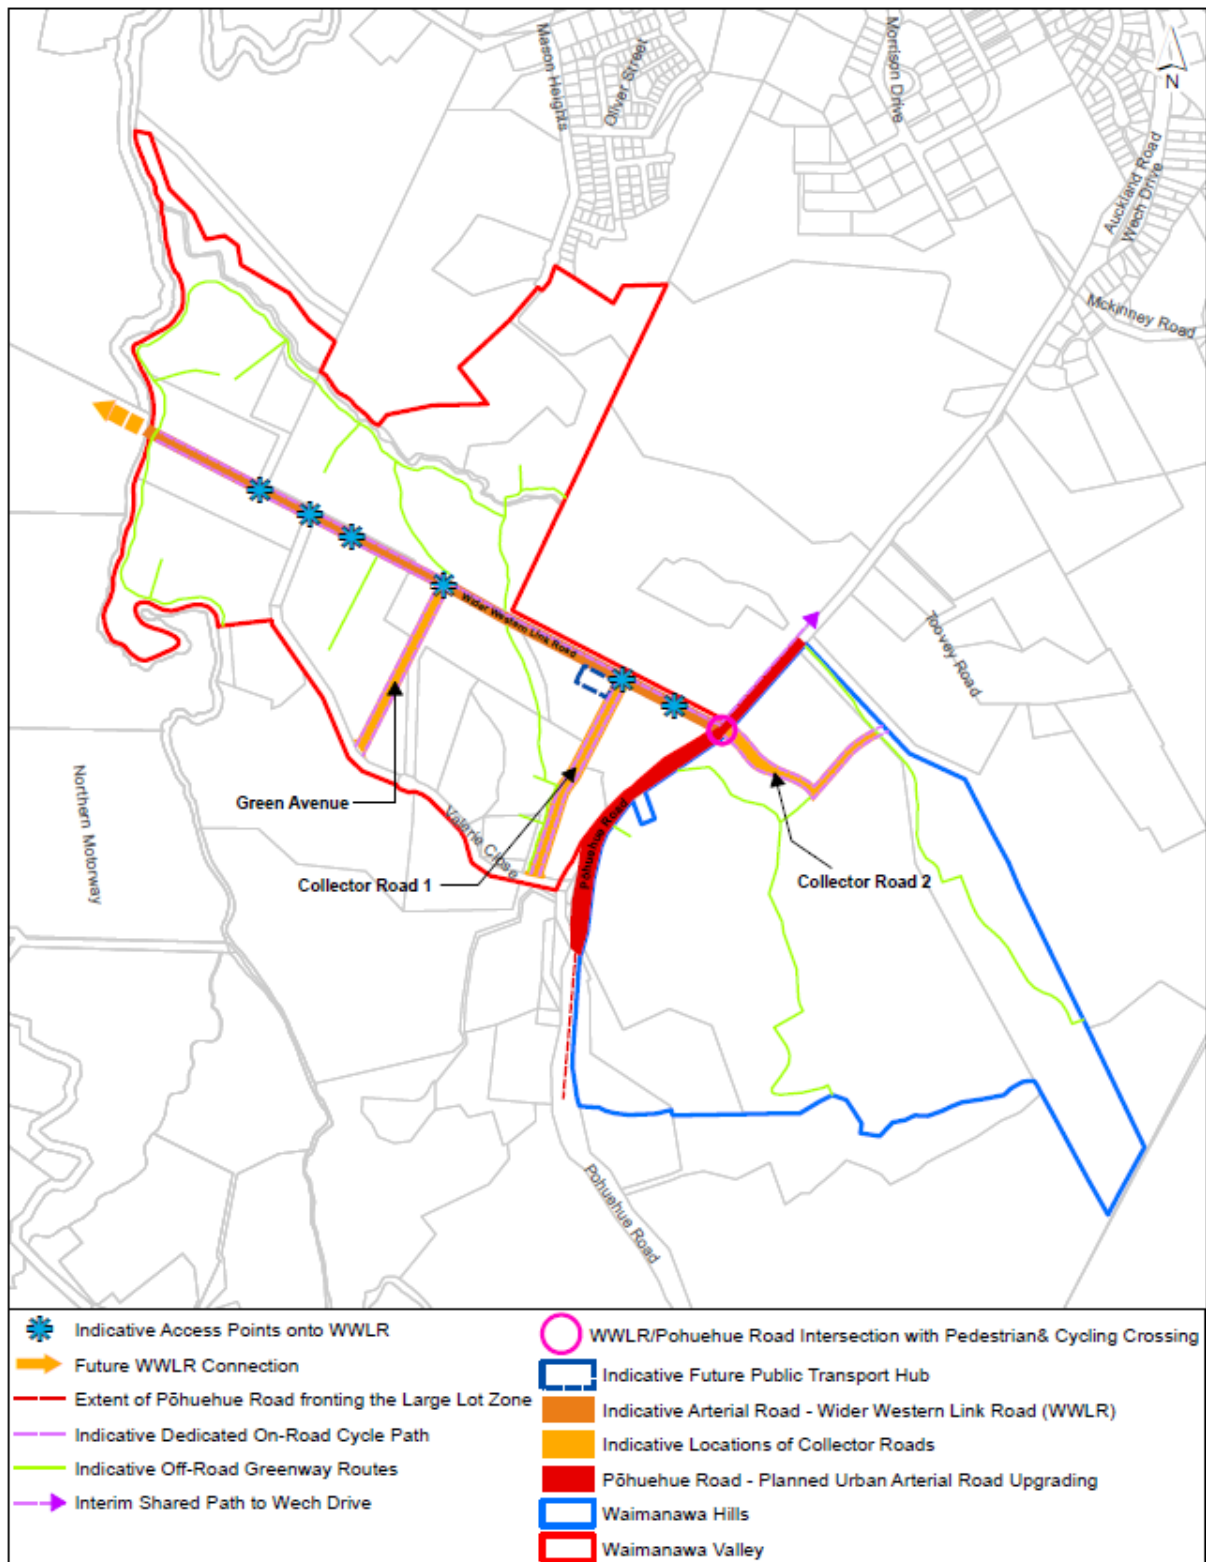 Mason Heights
Oliver Street
Morrison Drive
N
Auckland Road
Wech Drive
Mckinney Road
Toovey Road
Wider Western Link Road
Northern Motorway
Green Avenue
Valerie Close
Collector Road 1
Pōhuehue Road
Collector Road 2
Pohuehue Road
Indicative Access Points onto WWLR
Future WWLR Connection
Extent of Pōhuehue Road fronting the Large Lot Zone
Indicative Dedicated On-Road Cycle Path
Indicative Off-Road Greenway Routes
Interim Shared Path to Wech Drive
WWLR/Pohuehue Road Intersection with Pedestrian& Cycling Crossing
Indicative Future Public Transport Hub
Indicative Arterial Road - Wider Western Link Road (WWLR)
Indicative Locations of Collector Roads
Pōhuehue Road - Planned Urban Arterial Road Upgrading
Waimanawa Hills
Waimanawa Valley